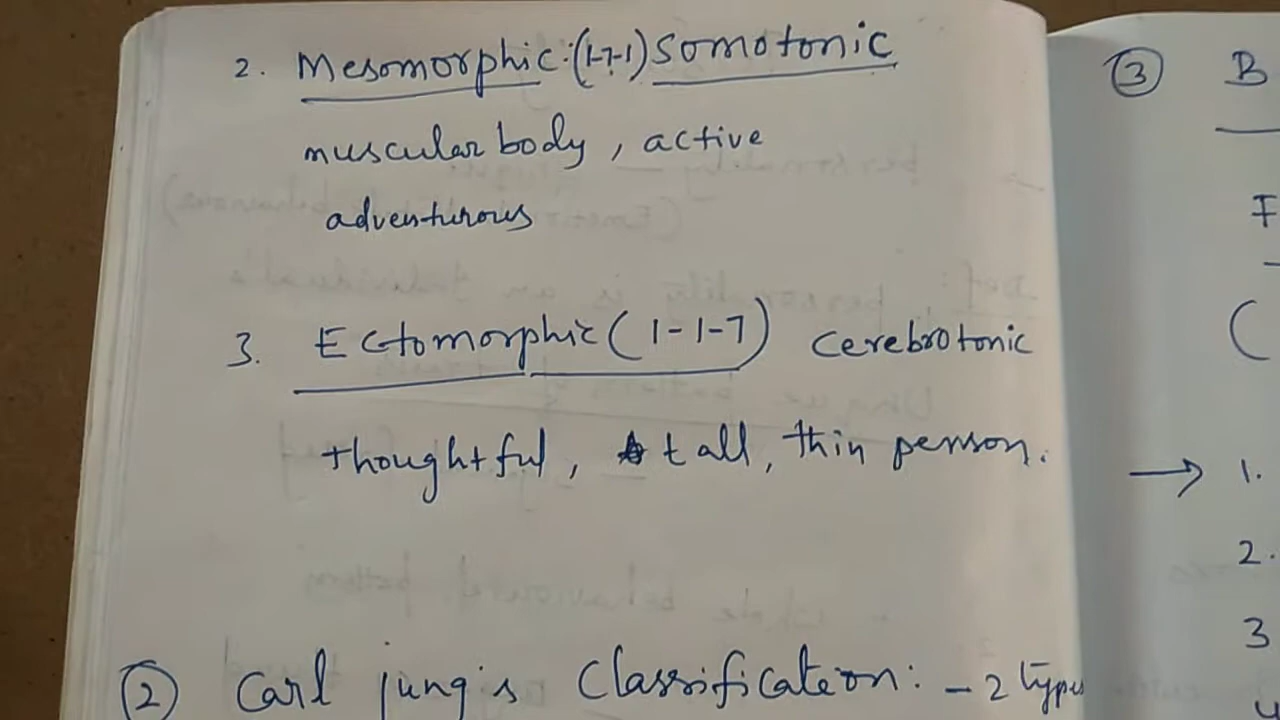 2. Mesomorphic:(1-7-1) Somotonic
muscular body, active
adventurous
3. Ectomorphic (1-1-7) cerebrotonic
thoughtful, tall, thin person.
② Carl jung's Classification: - 2 types
③ B
F
(
→ 1.
2.
3